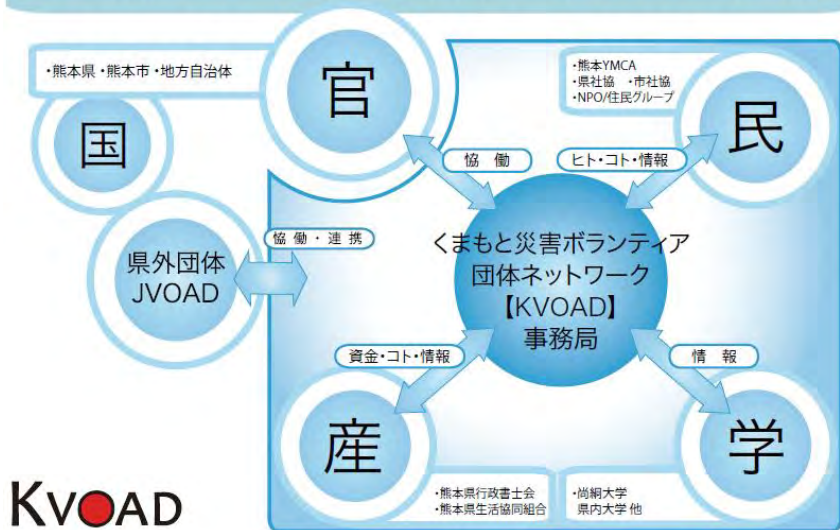 ・熊本県 ・熊本市 ・地方自治体
官
国
・熊本YMCA
・県社協 ・市社協
・NPO/住民グループ
民
恊 働
ヒト・コト・情報
県外団体
JVOAD
恊 働・連 携
くまもと災害ボランティア
団体ネットワーク
【KVOAD】
事務局
資金・コト・情報
情 報
産
学
・熊本県行政書士会
・熊本県生活協同組合
・尚絅大学
県内大学 他
KVOAD